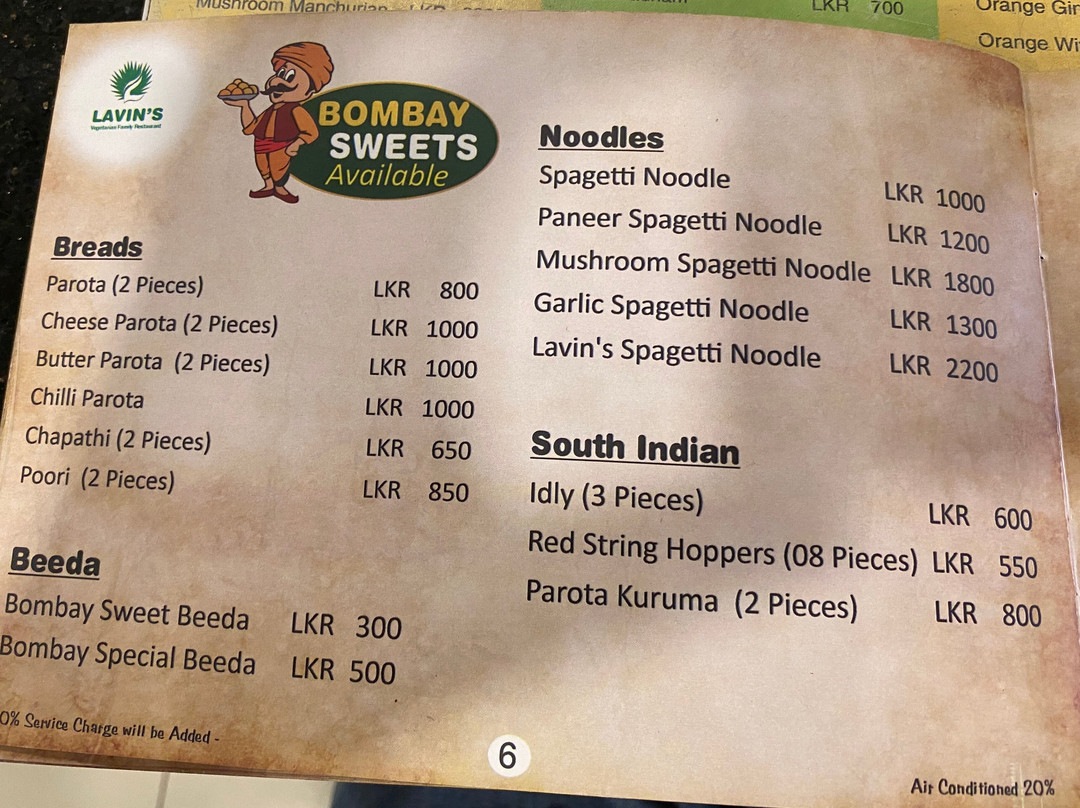 Mushroom Manchurian
LKR 700
Orange
Orange
LAVIN'S
Vegetarian Family Restaurant
BOMBAY
SWEETS
Available
Breads
Parota (2 Pieces) LKR 800
Cheese Parota (2 Pieces) LKR 1000
Butter Parota (2 Pieces) LKR 1000
Chilli Parota LKR 1000
Chapathi (2 Pieces) LKR 650
Poori (2 Pieces) LKR 850
Beeda
Bombay Sweet Beeda LKR 300
Bombay Special Beeda LKR 500
0% Service Charge will be Added -
Noodles
Spagetti Noodle LKR 1000
Paneer Spagetti Noodle LKR 1200
Mushroom Spagetti Noodle LKR 1800
Garlic Spagetti Noodle LKR 1300
Lavin's Spagetti Noodle LKR 2200
South Indian
Idly (3 Pieces) LKR 600
Red String Hoppers (08 Pieces) LKR 550
Parota Kuruma (2 Pieces) LKR 800
6
Air Conditioned 20%